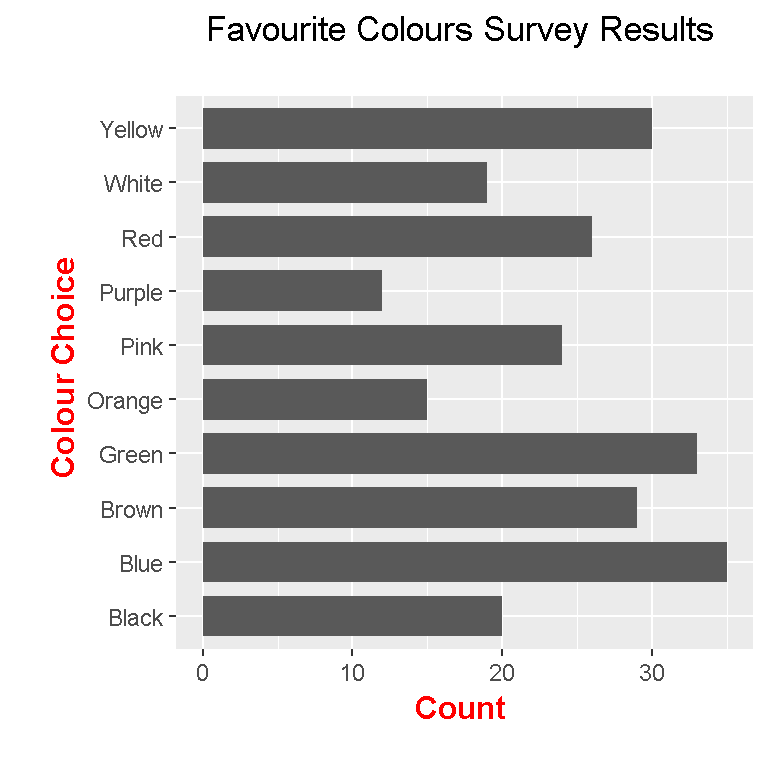 Favourite Colours Survey Results
Colour Choice
Yellow
White
Red
Purple
Pink
Orange
Green
Brown
Blue
Black
0 10 20 30
Count